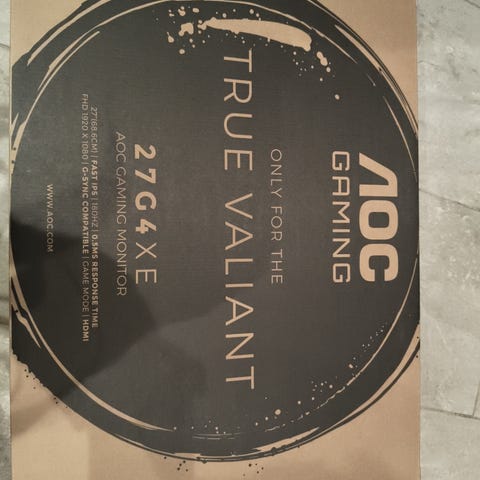 AOC
GAMING
ONLY FOR THE
TRUE VALIANT
27G4XE
AOC GAMING MONITOR
27"(68.6CM) | FAST IPS | 180HZ | 0.5MS RESPONSE TIME
FHD 1920 X 1080 | G-SYNC COMPATIBLE | GAME MODE | HDMI
WWW.AOC.COM